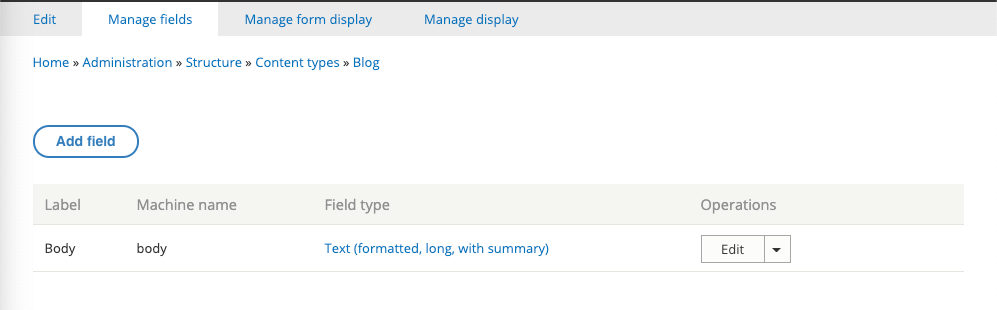 Edit Manage fields Manage form display Manage display
Home » Administration » Structure » Content types » Blog
Add field
Label Machine name Field type Operations
Body body Text (formatted, long, with summary) Edit